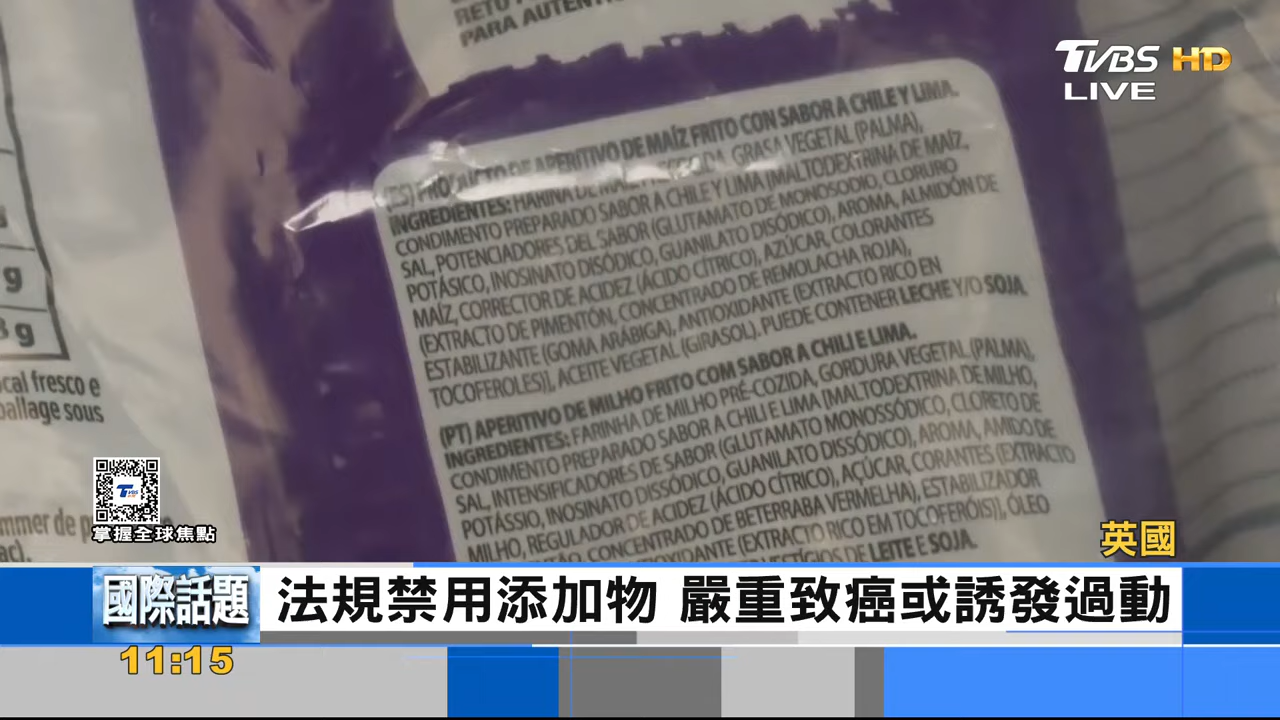 RETO
PARA AUTENT
TVBS HD
LIVE
(ES) PRODUCTO DE APERITIVO DE MAÍZ FRITO CON SABOR A CHILE Y LIMA.
INGREDIENTES: HARINA DE MAÍZ GRASA VEGETAL (PALMA),
CONDIMENTO PREPARADO SABOR A CHILE Y LIMA [MALTODEXTRINA DE MAÍZ,
SAL, POTENCIADORES DEL SABOR (GLUTAMATO DE MONOSODIO, CLORURO
POTÁSICO, INOSINATO DISÓDICO, GUANILATO DISÓDICO), AROMA, ALMIDÓN DE
MAÍZ, CORRECTOR DE ACIDEZ (ÁCIDO CÍTRICO), AZÚCAR, COLORANTES
(EXTRACTO DE PIMENTÓN, CONCENTRADO DE REMOLACHA ROJA),
ESTABILIZANTE (GOMA ARÁBIGA), ANTIOXIDANTE (EXTRACTO RICO EN
TOCOFEROLES)], ACEITE VEGETAL (GIRASOL). PUEDE CONTENER LECHE Y/O SOJA.
(PT) APERITIVO DE MILHO FRITO COM SABOR A CHILI E LIMA.
INGREDIENTES: FARINHA DE MILHO PRÉ-COZIDA, GORDURA VEGETAL (PALMA),
CONDIMENTO PREPARADO SABOR A CHILI E LIMA [MALTODEXTRINA DE MILHO,
SAL, INTENSIFICADORES DE SABOR (GLUTAMATO MONOSSÓDICO, CLORETO DE
POTÁSSIO, INOSINATO DISSÓDICO, GUANILATO DISSÓDICO), AROMA, AMIDO DE
MILHO, REGULADOR DE ACIDEZ (ÁCIDO CÍTRICO), AÇÚCAR, CORANTES (EXTRACTO
CONCENTRADO DE BETERRABA VERMELHA), ESTABILIZADOR
(EXTRACTO RICO EM TOCOFERÓIS)], ÓLEO
VESTÍGIOS DE LEITE E SOJA.
g
g
cal fresco e
ballage sous
mmer de p
acl.
TVBS
掌握全球焦點
英國
國際話題
法規禁用添加物 嚴重致癌或誘發過動
11:15